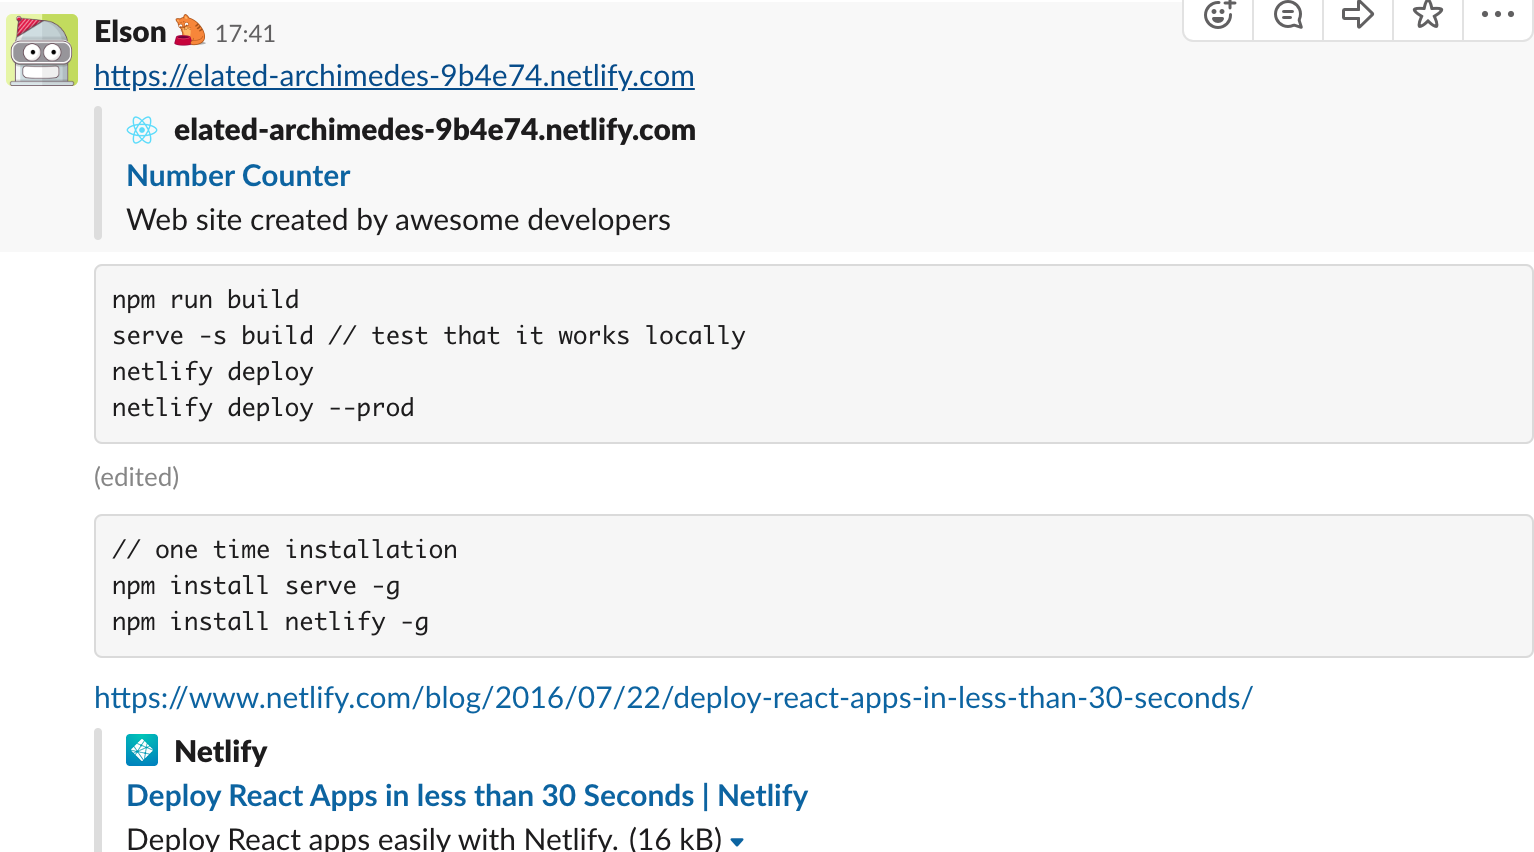 Elson 17:41
https://elated-archimedes-9b4e74.netlify.com
elated-archimedes-9b4e74.netlify.com
Number Counter
Web site created by awesome developers
npm run build
serve -s build // test that it works locally
netlify deploy
netlify deploy --prod
(edited)
// one time installation
npm install serve -g
npm install netlify -g
https://www.netlify.com/blog/2016/07/22/deploy-react-apps-in-less-than-30-seconds/
Netlify
Deploy React Apps in less than 30 Seconds | Netlify
Deploy React apps easily with Netlify. (16 kB)